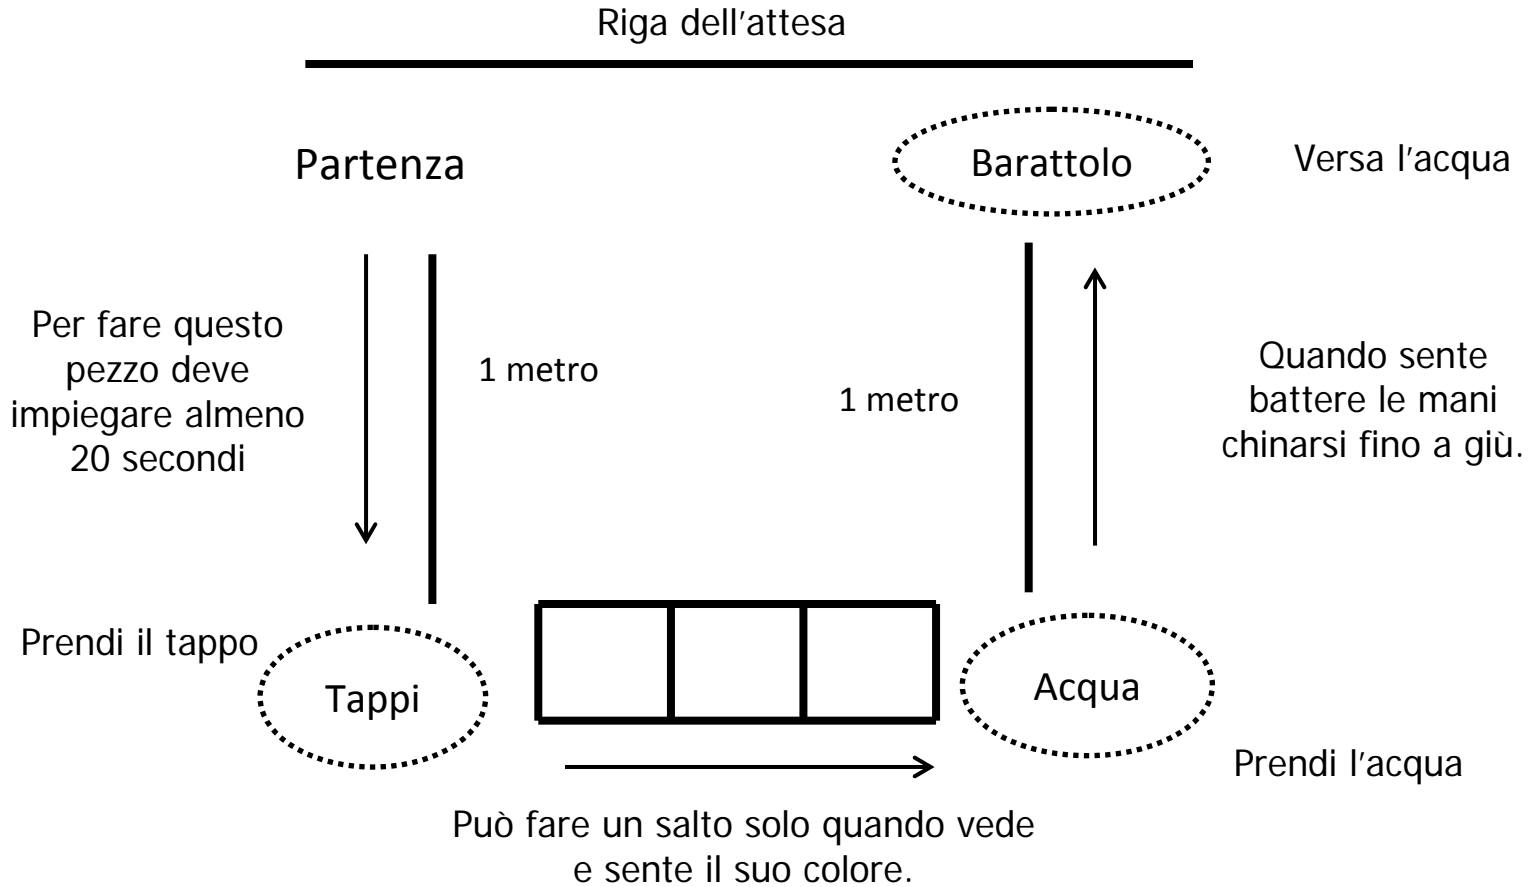 Riga dell'attesa
Partenza
Barattolo
Versa l'acqua
Per fare questo
pezzo deve
impiegare almeno
20 secondi
1 metro
1 metro
Quando sente
battere le mani
chinarsi fino a giù.
Prendi il tappo
Tappi
Acqua
Prendi l'acqua
Può fare un salto solo quando vede
e sente il suo colore.